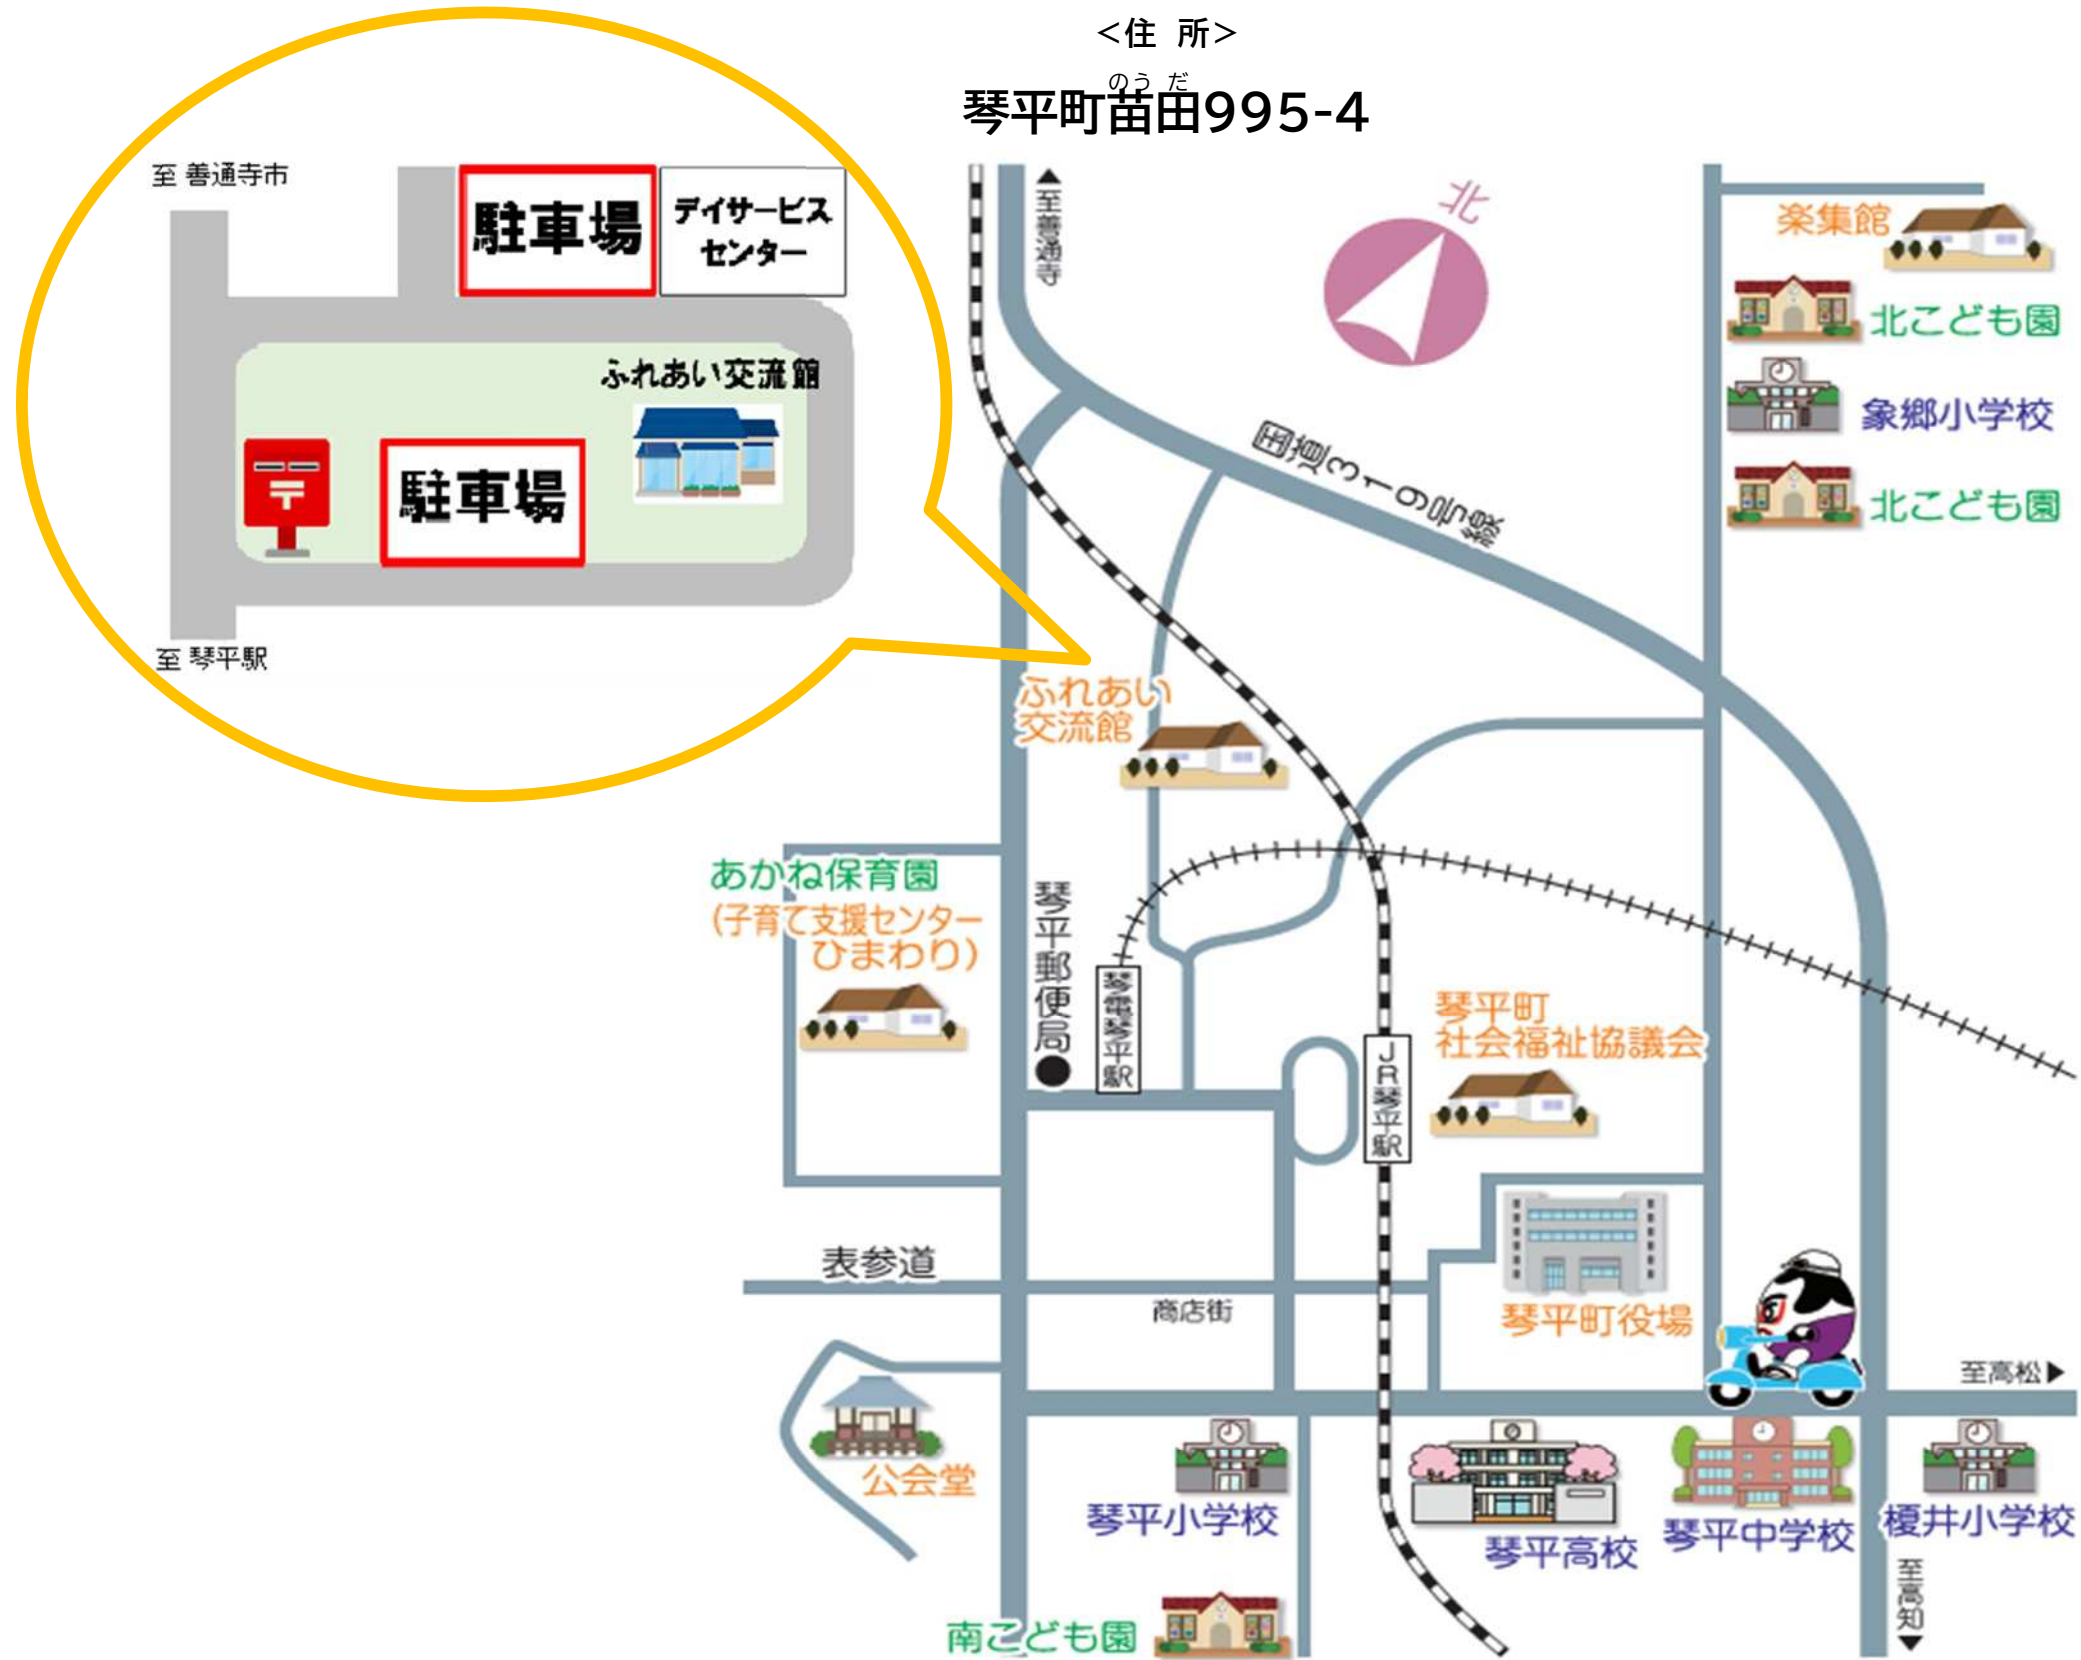 <住 所>
のう だ
琴平町苗田995-4
至 善通寺市
駐車場
デイサービス
センター
ふれあい交流館
駐車場
至 琴平駅
▲至善通寺
北
国道319号線
楽集館
北こども園
象郷小学校
北こども園
ふれあい
交流館
あかね保育園
(子育て支援センター
ひまわり)
琴平郵便局●
琴電琴平駅
JR琴平駅
琴平町
社会福祉協議会
表参道
商店街
琴平町役場
至高松▶
公会堂
琴平小学校
琴平高校
琴平中学校
榎井小学校
至高知▼
南こども園